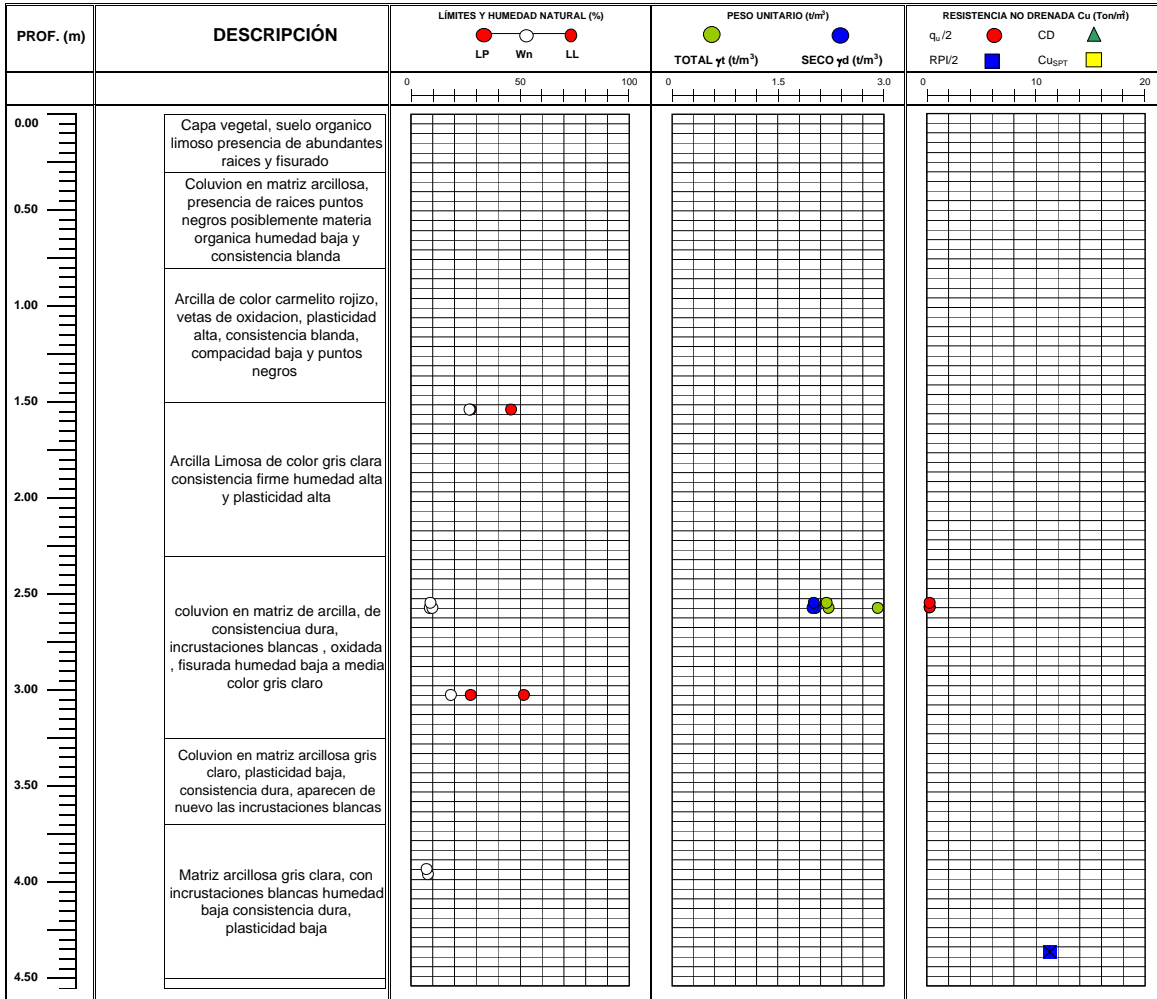 PROF. (m)
DESCRIPCIÓN
LÍMITES Y HUMEDAD NATURAL (%)
LP Wn LL
PESO UNITARIO (t/m³)
TOTAL γt (t/m³) SECO γd (t/m³)
RESISTENCIA NO DRENADA Cu (Ton/m²)
qᵤ/2 CD
RPI/2 Cu_SPT
0 50 100
0 1.5 3.0
0 10 20
0.00
Capa vegetal, suelo organico
limoso presencia de abundantes
raices y fisurado
Coluvion en matriz arcillosa,
presencia de raices puntos
negros posiblemente materia
organica humedad baja y
consistencia blanda
0.50
1.00
Arcilla de color carmelito rojizo,
vetas de oxidacion, plasticidad
alta, consistencia blanda,
compacidad baja y puntos
negros
1.50
Arcilla Limosa de color gris clara
consistencia firme humedad alta
y plasticidad alta
2.00
2.50
coluvion en matriz de arcilla, de
consistenciua dura,
incrustaciones blancas , oxidada
, fisurada humedad baja a media
color gris claro
3.00
Coluvion en matriz arcillosa gris
claro, plasticidad baja,
consistencia dura, aparecen de
nuevo las incrustaciones blancas
3.50
4.00
Matriz arcillosa gris clara, con
incrustaciones blancas humedad
baja consistencia dura,
plasticidad baja
4.50